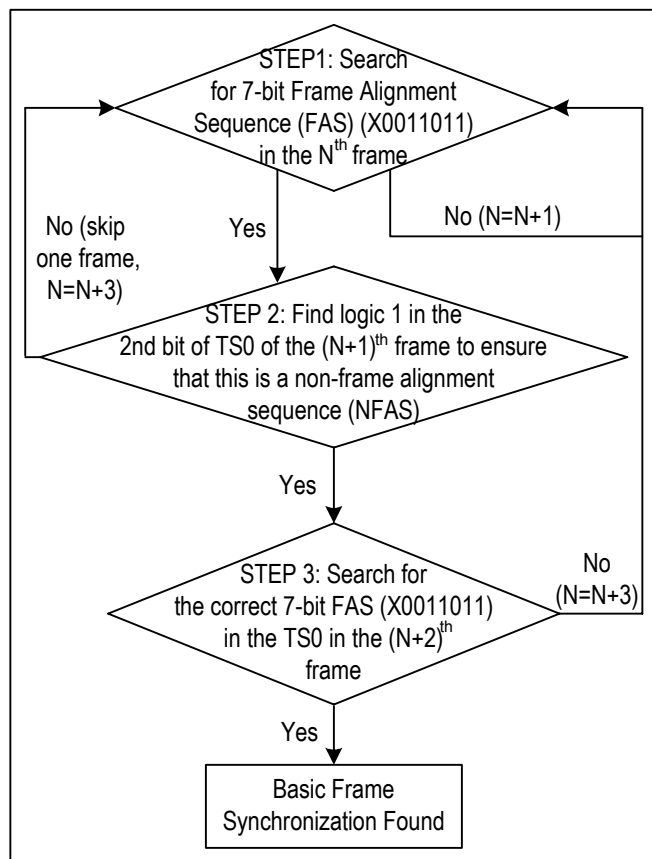 STEP1: Search
for 7-bit Frame Alignment
Sequence (FAS) (X0011011)
in the Nth frame
No (skip
one frame,
N=N+3)
Yes
No (N=N+1)
STEP 2: Find logic 1 in the
2nd bit of TS0 of the (N+1)th frame to ensure
that this is a non-frame alignment
sequence (NFAS)
Yes
STEP 3: Search for
the correct 7-bit FAS (X0011011)
in the TS0 in the (N+2)th
frame
No
(N=N+3)
Yes
Basic Frame
Synchronization Found